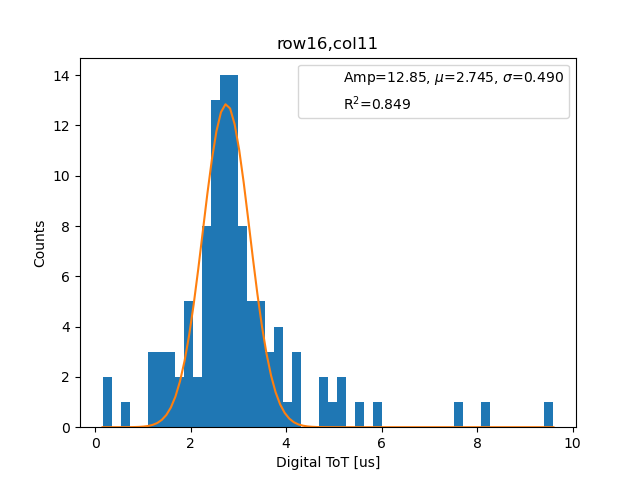 row16,col11
Amp=12.85, μ=2.745, σ=0.490
R²=0.849
14
12
10
8
6
4
2
0
Counts
0 2 4 6 8 10
Digital ToT [us]